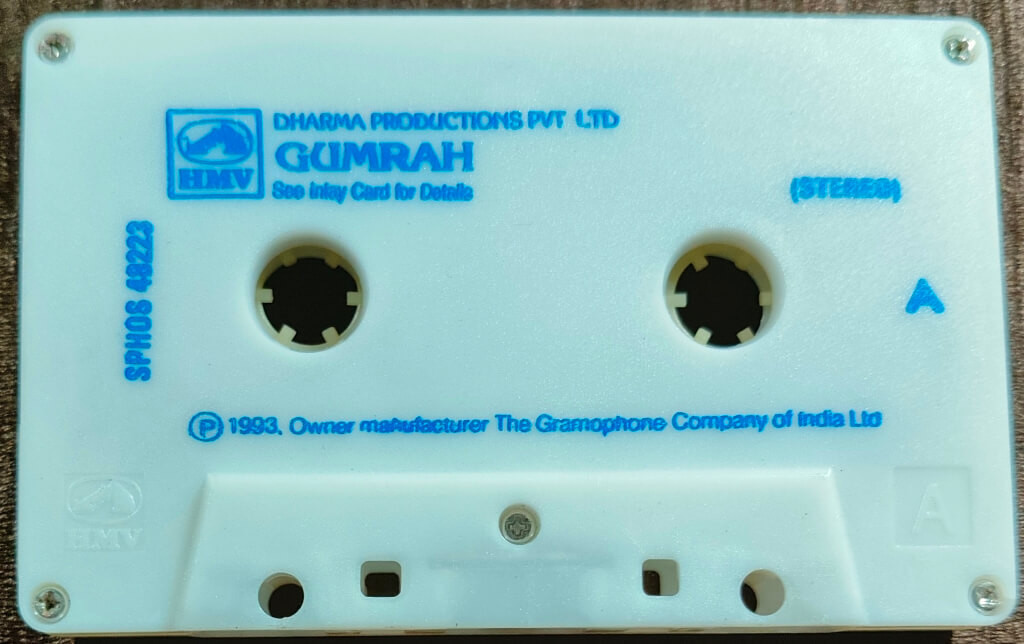 DHARMA PRODUCTIONS PVT LTD
HMV
GUMRAH
See Inlay Card for Details
(STEREO)
SPHOS 48223
A
℗ 1993. Owner manufacturer The Gramophone Company of India Ltd
HMV
A